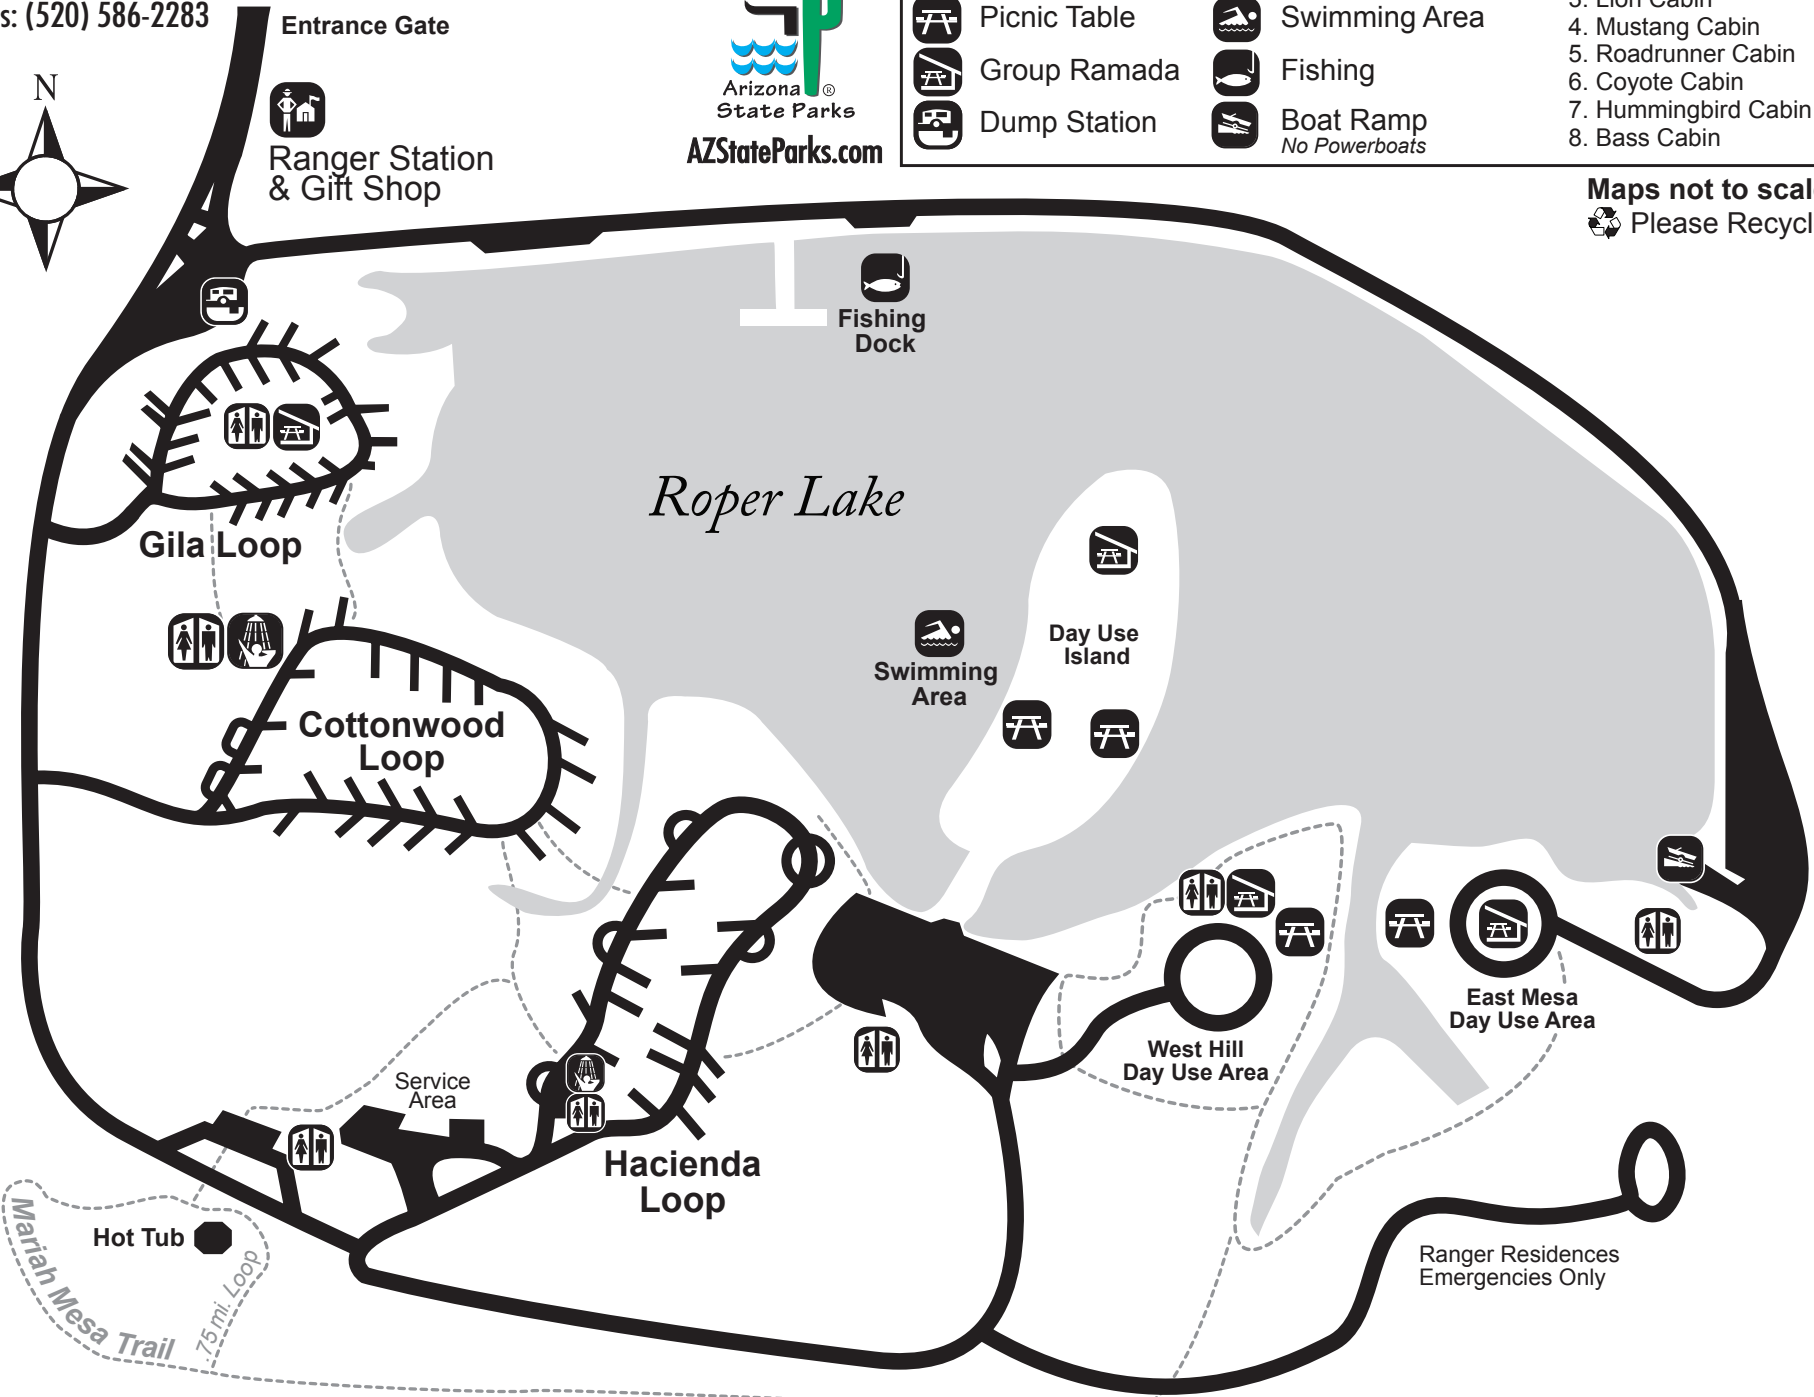 s: (520) 586-2283
Entrance Gate
N
Ranger Station
& Gift Shop
Arizona ®
State Parks
AZStateParks.com
Picnic Table
Group Ramada
Dump Station
Swimming Area
Fishing
Boat Ramp
No Powerboats
3. Lion Cabin
4. Mustang Cabin
5. Roadrunner Cabin
6. Coyote Cabin
7. Hummingbird Cabin
8. Bass Cabin
Maps not to scal
Please Recycl
Fishing
Dock
Roper Lake
Gila Loop
Day Use
Island
Swimming
Area
Cottonwood
Loop
East Mesa
Day Use Area
West Hill
Day Use Area
Service
Area
Hacienda
Loop
Hot Tub
Mariah Mesa Trail
.75 mi. Loop
Ranger Residences
Emergencies Only